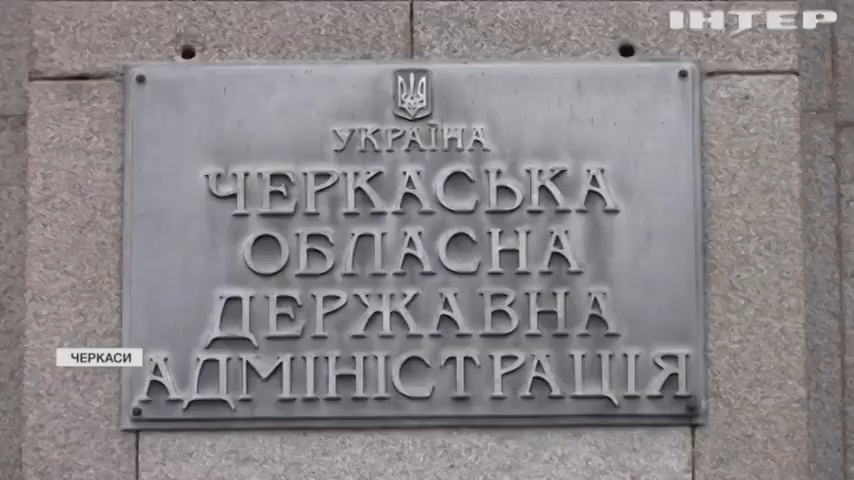 ІНТЕР
УКРАЇНА
ЧЕРКАСЬКА
ОБЛАСНА
ДЕРЖАВНА
АДМІНІСТРАЦІЯ
ЧЕРКАСИ